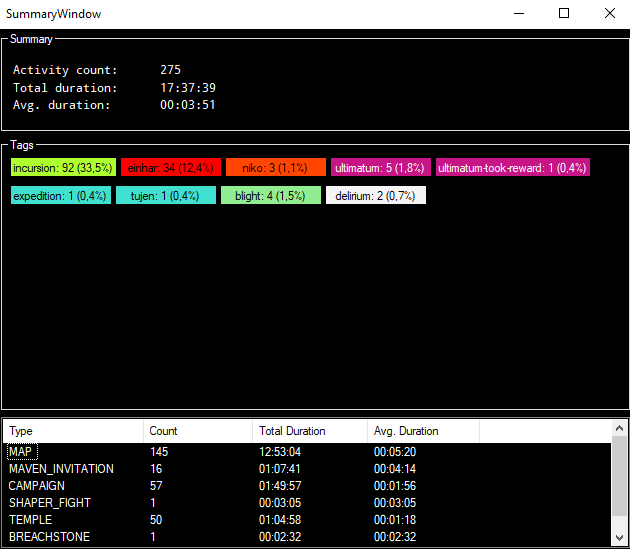 SummaryWindow
Summary
Activity count: 275
Total duration: 17:37:39
Avg. duration: 00:03:51
Tags
incursion: 92 (33,5%) einhar: 34 (12,4%) niko: 3 (1,1%) ultimatum: 5 (1,8%) ultimatum-took-reward: 1 (0,4%)
expedition: 1 (0,4%) tujen: 1 (0,4%) blight: 4 (1,5%) delirium: 2 (0,7%)
Type Count Total Duration Avg. Duration
MAP 145 12:53:04 00:05:20
MAVEN_INVITATION 16 01:07:41 00:04:14
CAMPAIGN 57 01:49:57 00:01:56
SHAPER_FIGHT 1 00:03:05 00:03:05
TEMPLE 50 01:04:58 00:01:18
BREACHSTONE 1 00:02:32 00:02:32